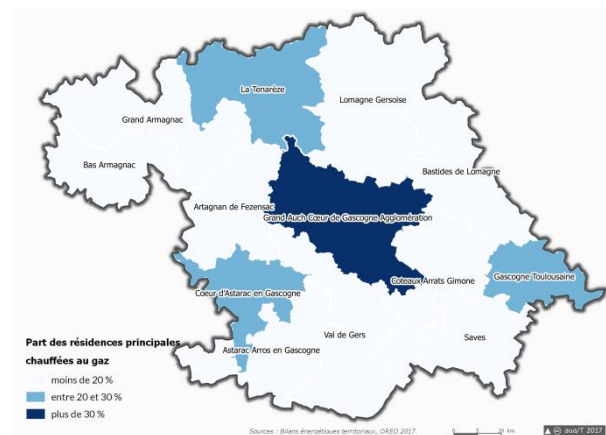 La Tenarèze
Lomagne Gersoise
Grand Armagnac
Bas Armagnac
Bastides de Lomagne
Artagnan de Fezensac
Grand Auch Cœur de Gascogne Agglomération
Coteaux Arrats Gimone
Gascogne Toulousaine
Coeur d'Astarac en Gascogne
Val de Gers
Saves
Astarac Arros en Gascogne
Part des résidences principales
chauffées au gaz
moins de 20 %
entre 20 et 30 %
plus de 30 %
Sources : Bilans énergétiques territoriaux, OREO 2017
0 5 10 km
aua/T 2017